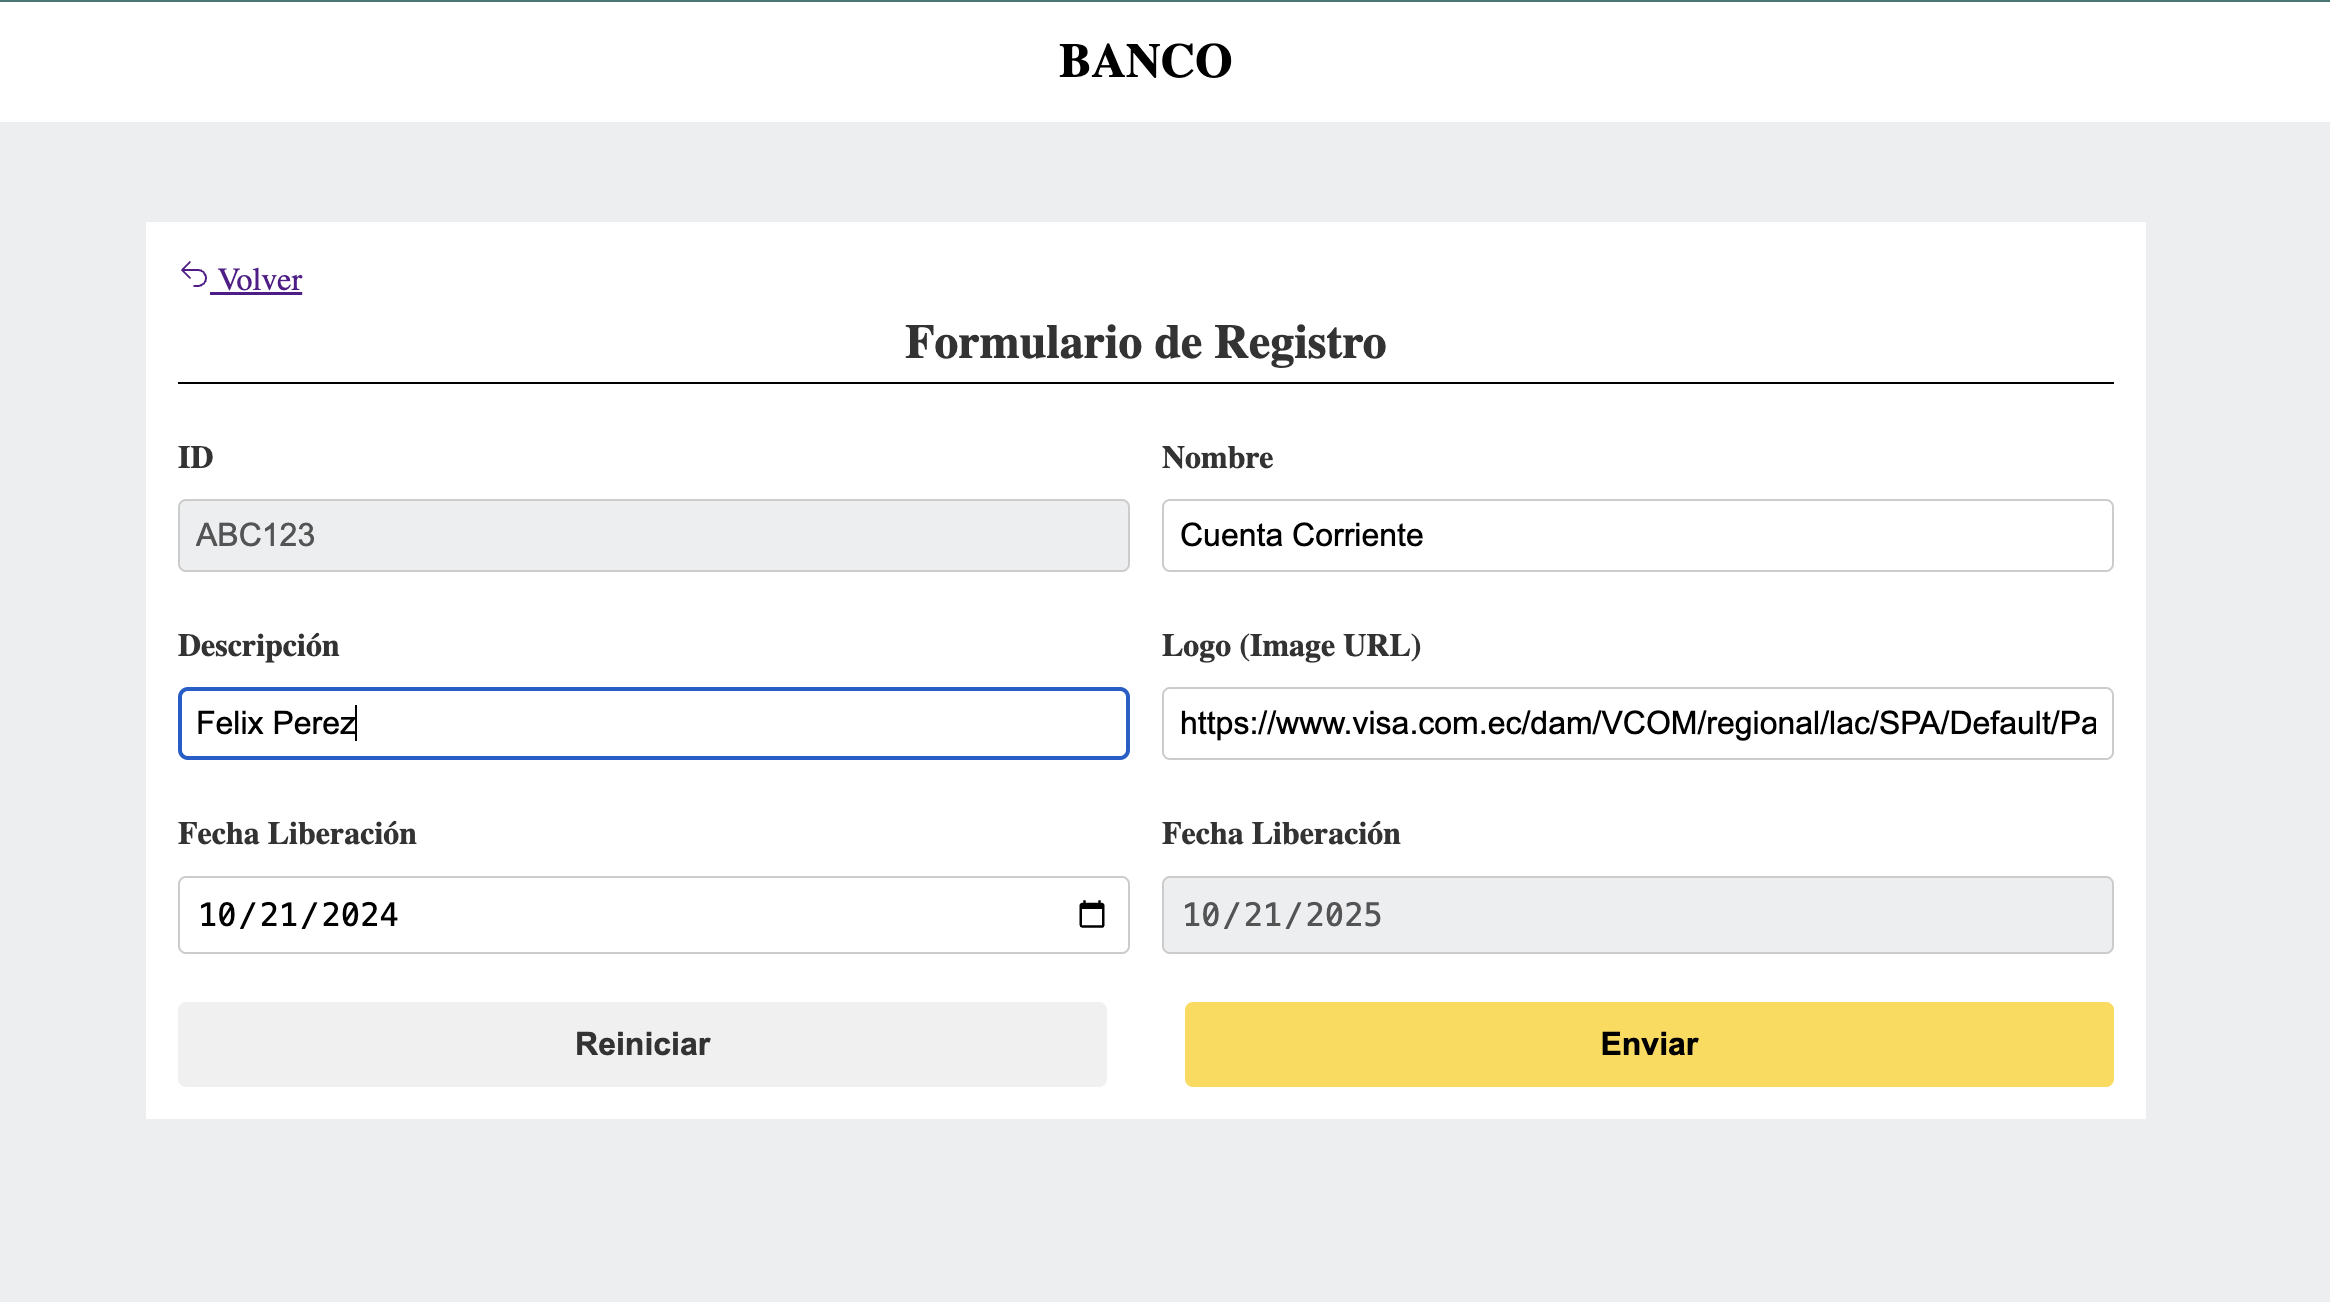 BANCO
Volver
Formulario de Registro
ID
Nombre
ABC123
Cuenta Corriente
Descripción
Logo (Image URL)
Felix Perez
https://www.visa.com.ec/dam/VCOM/regional/lac/SPA/Default/Pa
Fecha Liberación
Fecha Liberación
10/21/2024
10/21/2025
Reiniciar
Enviar